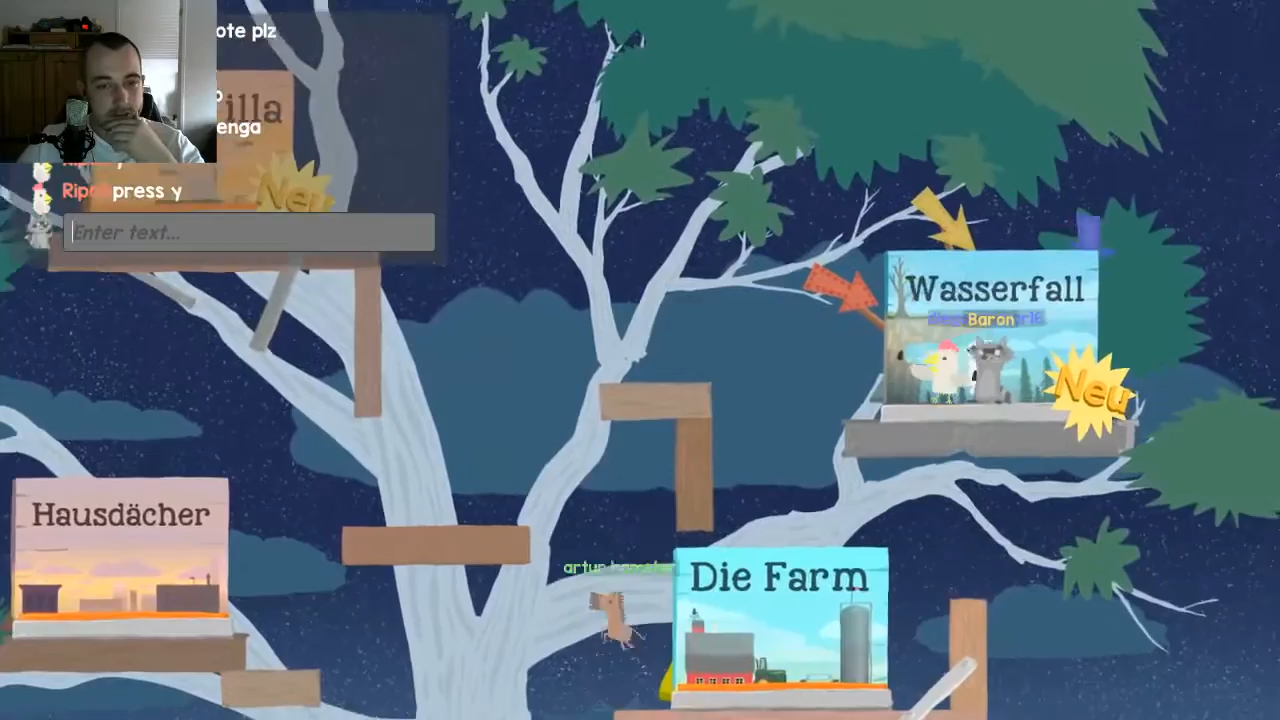 ote plz
illa
enga
Neu
press y
Enter text...
Wasserfall
Baron
Neu
Hausdächer
Die Farm